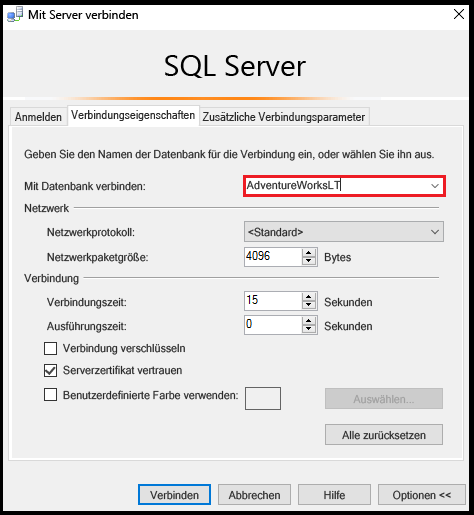 Mit Server verbinden
SQL Server
Anmelden Verbindungseigenschaften Zusätzliche Verbindungsparameter
Geben Sie den Namen der Datenbank für die Verbindung ein, oder wählen Sie ihn aus.
Mit Datenbank verbinden: AdventureWorksLT
Netzwerk
Netzwerkprotokoll: <Standard>
Netzwerkpaketgröße: 4096 Bytes
Verbindung
Verbindungszeit: 15 Sekunden
Ausführungszeit: 0 Sekunden
Verbindung verschlüsseln
Serverzertifikat vertrauen
Benutzerdefinierte Farbe verwenden: Auswählen...
Alle zurücksetzen
Verbinden Abbrechen Hilfe Optionen <<